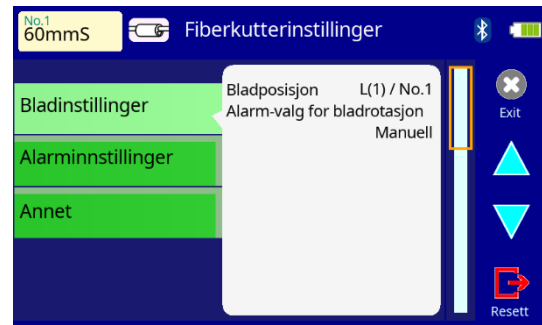 No.1
60mmS
Fiberkutterinstillinger
Bladinstillinger
Alarminnstillinger
Annet
Bladposisjon L(1) / No.1
Alarm-valg for bladrotasjon
Manuell
Exit
Resett